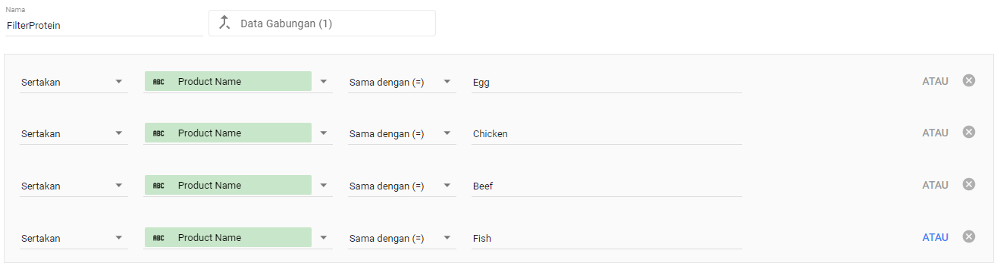 Nama
FilterProtein
Data Gabungan (1)
Sertakan ABC Product Name Sama dengan (=) Egg ATAU
Sertakan ABC Product Name Sama dengan (=) Chicken ATAU
Sertakan ABC Product Name Sama dengan (=) Beef ATAU
Sertakan ABC Product Name Sama dengan (=) Fish ATAU